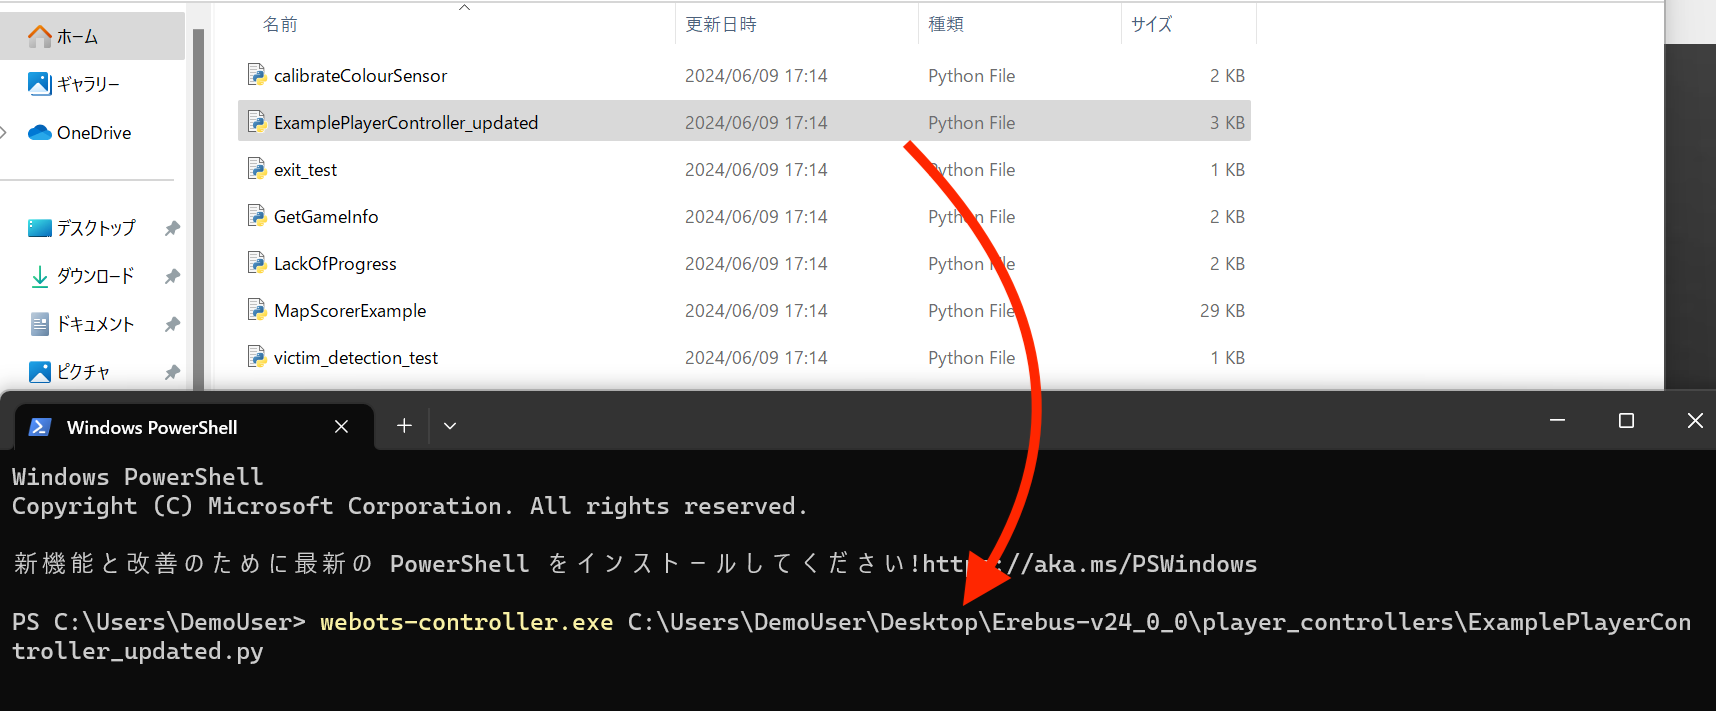 名前 更新日時 種類 サイズ
ホーム
ギャラリー
OneDrive
デスクトップ
ダウンロード
ドキュメント
ピクチャ
calibrateColourSensor 2024/06/09 17:14 Python File 2 KB
ExamplePlayerController_updated 2024/06/09 17:14 Python File 3 KB
exit_test 2024/06/09 17:14 Python File 1 KB
GetGameInfo 2024/06/09 17:14 Python File 2 KB
LackOfProgress 2024/06/09 17:14 Python File 2 KB
MapScorerExample 2024/06/09 17:14 Python File 29 KB
victim_detection_test 2024/06/09 17:14 Python File 1 KB
Windows PowerShell
Windows PowerShell
Copyright (C) Microsoft Corporation. All rights reserved.
新機能と改善のために最新の PowerShell をインストールしてください!https://aka.ms/PSWindows
PS C:\Users\DemoUser> webots-controller.exe C:\Users\DemoUser\Desktop\Erebus-v24_0_0\player_controllers\ExamplePlayerCon
troller_updated.py